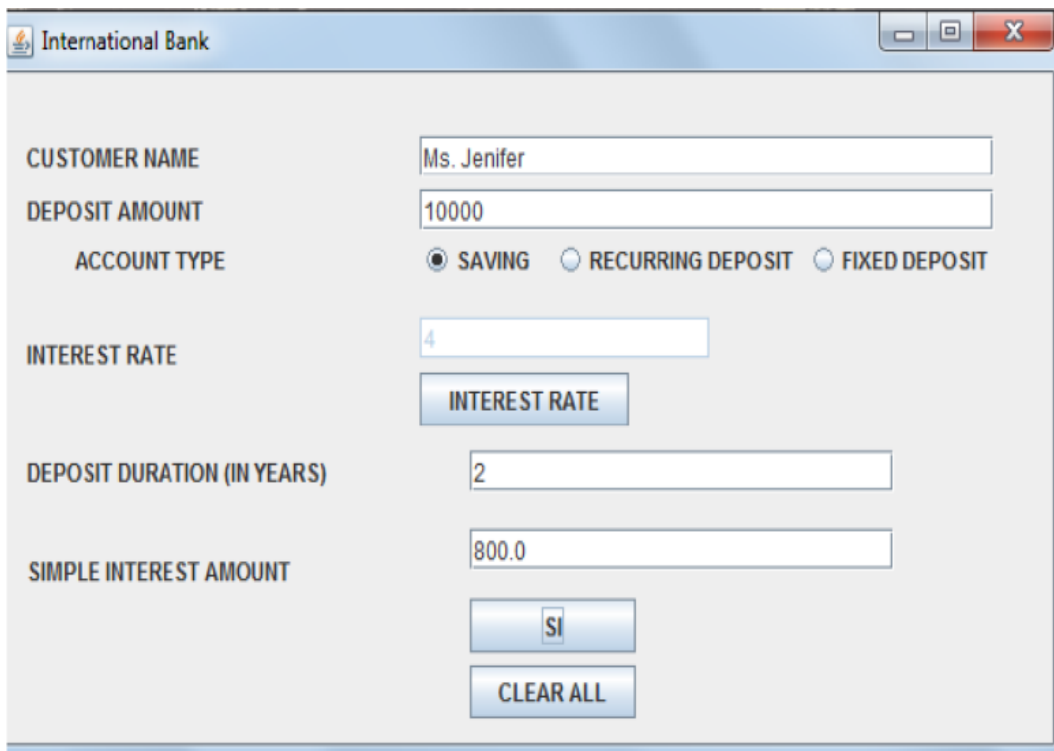 International Bank
CUSTOMER NAME Ms. Jenifer
DEPOSIT AMOUNT 10000
ACCOUNT TYPE SAVING RECURRING DEPOSIT FIXED DEPOSIT
INTEREST RATE 4
INTEREST RATE
DEPOSIT DURATION (IN YEARS) 2
SIMPLE INTEREST AMOUNT 800.0
SI
CLEAR ALL